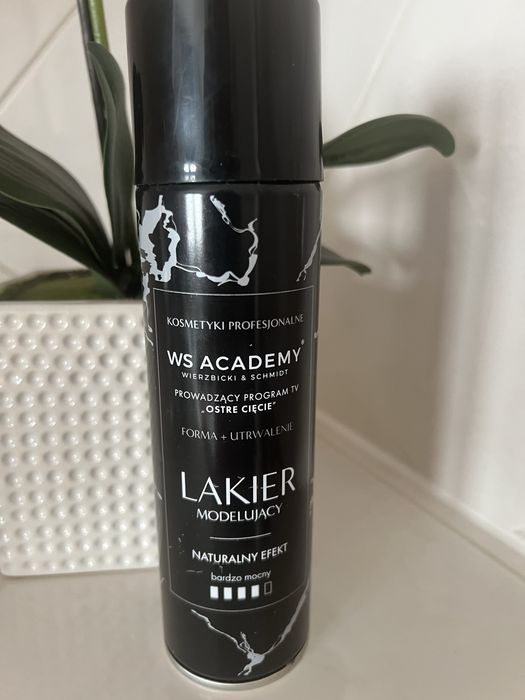 KOSMETYKI PROFESJONALNE
WS ACADEMY®
WIERZBICKI & SCHMIDT
PROWADZĄCY PROGRAM TV
„OSTRE CIĘCIE”
FORMA + UTRWALENIE
LAKIER
MODELUJĄCY
NATURALNY EFEKT
bardzo mocny